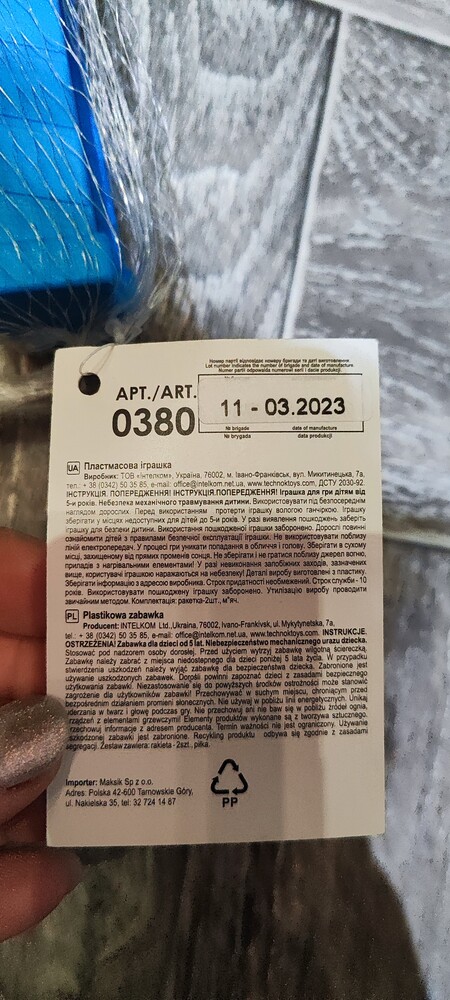 Номер партії відповідає номеру бригади та даті виготовлення
Lot number indicates the number of brigade and date of manufacture
Numer partii odpowiada numerowi serii i dacie produkcji.
АРТ./ART.
0380
11 - 03.2023
№ brigade date of manufacture
№ brygada data produkcji
UA Пластмасова іграшка
Виробник: ТОВ «Інтелком», Україна, 76002, м. Івано-Франківськ, вул. Микитинецька, 7а,
тел.: + 38 (0342) 50 35 85, e-mail: office@intelkom.net.ua, www.technoktoys.com, ДСТУ 2030-92.
ІНСТРУКЦІЯ. ПОПЕРЕДЖЕННЯ! ІНСТРУКЦІЯ.ПОПЕРЕДЖЕННЯ! Іграшка для гри дітям від
5-и років. Небезпека механічного травмування дитини. Використовувати під безпосереднім
наглядом дорослих. Перед використанням протерти іграшку вологою ганчіркою. Іграшку
зберігати у місцях недоступних для дітей до 5-и років. У разі виявлення пошкоджень заберіть
іграшку для безпеки дитини. Використання пошкодженої іграшки заборонено. Дорослі повинні
ознайомити дітей з правилами безпечної експлуатації іграшки. Не використовувати поблизу
ліній електропередач. У процесі гри уникати попадання в обличчя і голову. Зберігати в сухому
місці, захищеному від прямих променів сонця. Не зберігати і не гратися поблизу джерел вогню,
приладів з нагрівальними елементами! У разі невиконання запобіжних заходів, зазначених
вище, користувачі іграшкою наражаються на небезпеку! Деталі виробу виготовлені з пластику.
Зберігати інформацію з адресою виробника. Строк придатності необмежений. Строк служби - 10
років. Використовувати пошкоджену іграшку заборонено. Утилізацію виробу проводити
звичайним методом. Комплектація: ракетка-2шт., м'яч.
PL Plastikowa zabawka
Producent: INTELKOM Ltd.,Ukraina, 76002, Ivano-Frankivsk, ul. Mykytynetska, 7a,
tel.: + 38 (0342) 50 35 85, e-mail: office@intelkom.net.ua, www.technoktoys.com. INSTRUKCJE.
OSTRZEŻENIA! Zabawka dla dzieci od 5 lat. Niebezpieczeństwo mechanicznego urazu dziecka.
Stosować pod nadzorem osoby dorosłej. Przed użyciem wytrzyj zabawkę wilgotną ściereczką.
Zabawkę należy zabrać z miejsca niedostępnego dla dzieci poniżej 5 lata życia. W przypadku
stwierdzenia uszkodzeń należy wyjąć zabawkę dla bezpieczeństwa dziecka. Zabronione jest
używanie uszkodzonych zabawek. Dorośli powinni zapoznać dzieci z zasadami bezpiecznego
użytkowania zabawki. Niezastosowanie się do powyższych środków ostrożności może stanowić
zagrożenie dla użytkowników zabawki! Przechowywać w suchym miejscu, chroniącym przed
bezpośrednim działaniem promieni słonecznych. Nie używaj w pobliżu linii energetycznych. Unikaj
uderzania w twarz i głowę podczas gry. Nie przechowuj ani nie baw się w pobliżu źródeł ognia,
urządzeń z elementami grzewczymi! Elementy produktów wykonane są z tworzywa sztucznego.
Przechowuj informację z adresem producenta. Termin ważności nie jest ograniczony. Używanie
uszkodzonej zabawki jest zabronione. Recykling produktu odbywa się zgodnie z zasadami
segregacji. Zestaw zawiera: rakieta - 2szt., piłka.
Importer: Maksik Sp z o.o.
Adres: Polska 42-600 Tarnowskie Góry,
ul. Nakielska 35, tel: 32 724 14 87
PP